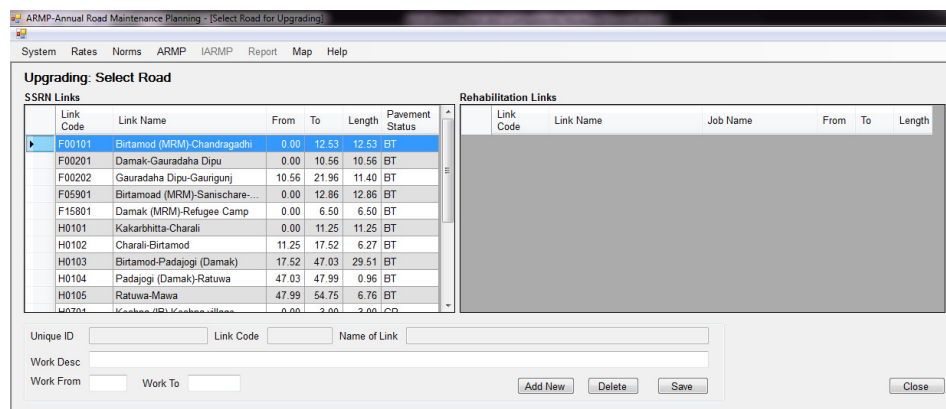 ARMP-Annual Road Maintenance Planning - [Select Road for Upgrading]
System Rates Norms ARMP IARMP Report Map Help
Upgrading: Select Road
SSRN Links Rehabilitation Links
Link Code Link Name From To Length Pavement Status Link Code Link Name Job Name From To Length
F00101 Birtamod (MRM)-Chandragadhi 0.00 12.53 12.53 BT
F00201 Damak-Gauradaha Dipu 0.00 10.56 10.56 BT
F00202 Gauradaha Dipu-Gaurigunj 10.56 21.96 11.40 BT
F05901 Birtamoad (MRM)-Sanischare-... 0.00 12.86 12.86 BT
F15801 Damak (MRM)-Refugee Camp 0.00 6.50 6.50 BT
H0101 Kakarbhitta-Charali 0.00 11.25 11.25 BT
H0102 Charali-Birtamod 11.25 17.52 6.27 BT
H0103 Birtamod-Padajogi (Damak) 17.52 47.03 29.51 BT
H0104 Padajogi (Damak)-Ratuwa 47.03 47.99 0.96 BT
H0105 Ratuwa-Mawa 47.99 54.75 6.76 BT
Unique ID Link Code Name of Link
Work Desc
Work From Work To Add New Delete Save Close